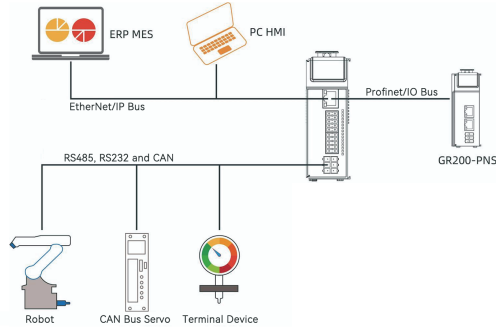 ERP MES
PC HMI
EtherNet/IP Bus
Profinet/IO Bus
GR200-PNS
RS485, RS232 and CAN
Robot
CAN Bus Servo
Terminal Device